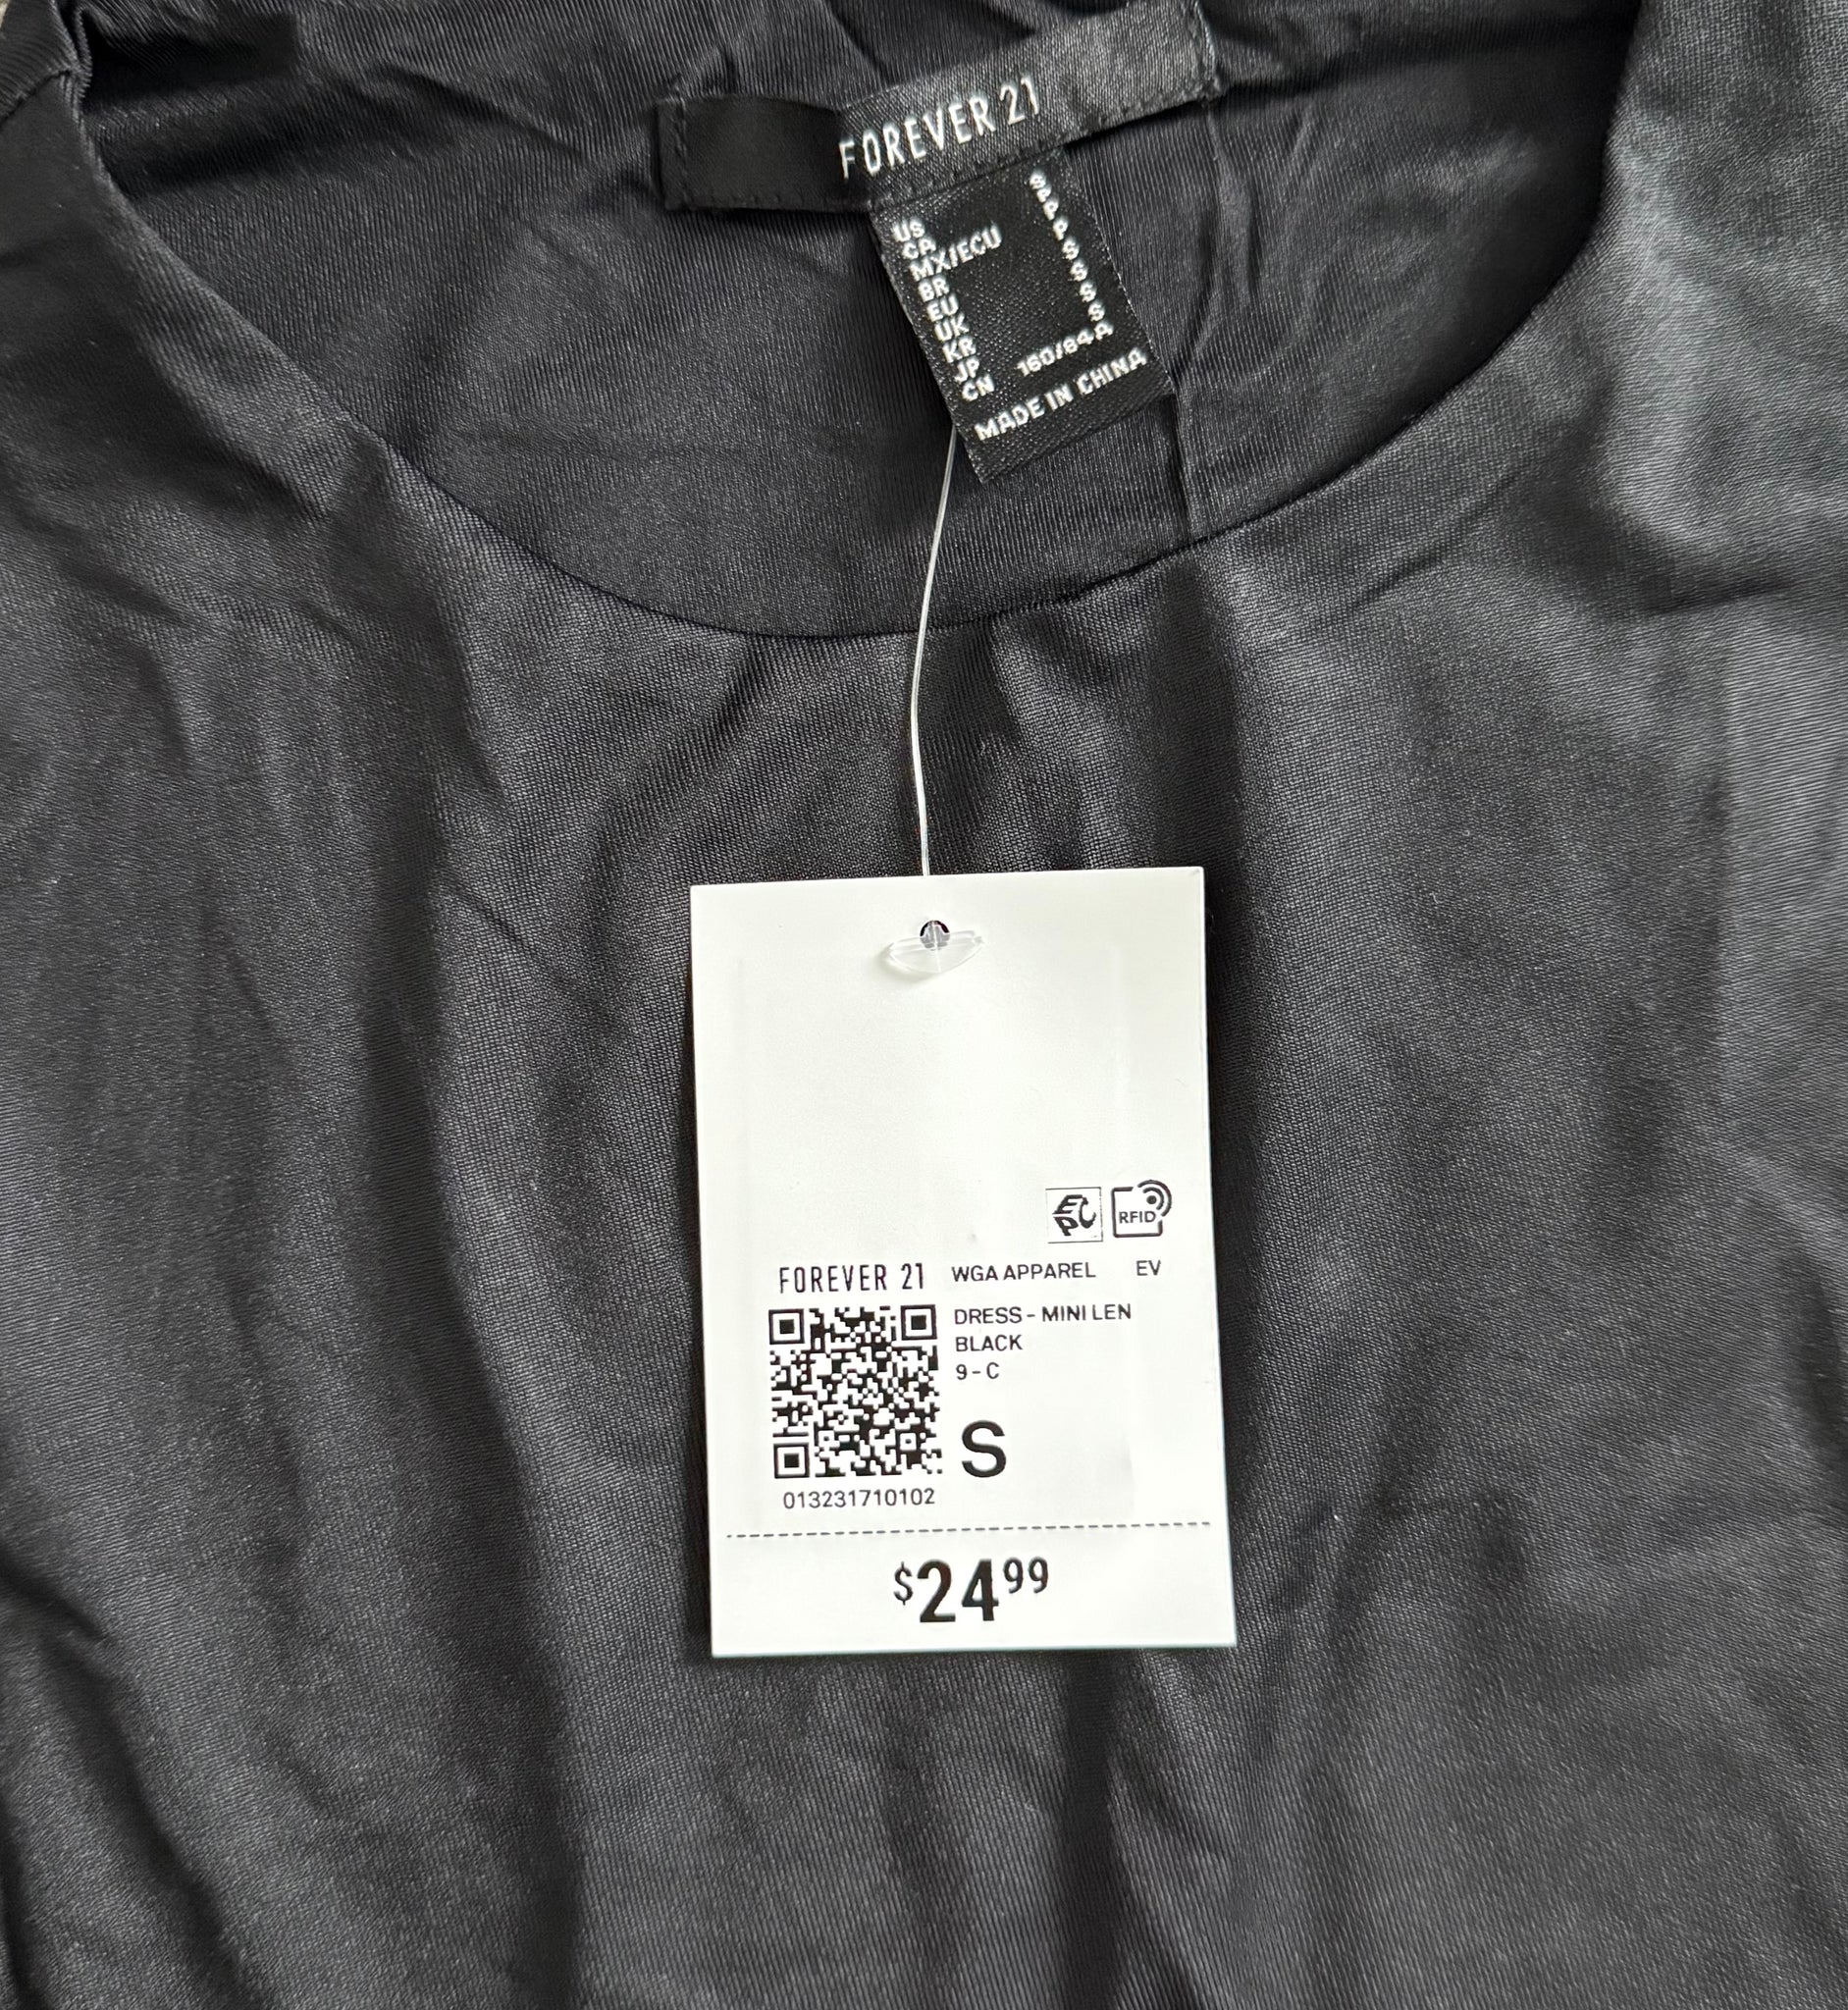 FOREVER 21
US S
CA
MX/ECU
BR P
EU S
UK S
KR S
JP S
CN 160/84A
MADE IN CHINA
EPC
RFID
FOREVER 21 WGA APPAREL EV
DRESS - MINI LEN
BLACK
9 - C
S
013231710102
$24.99